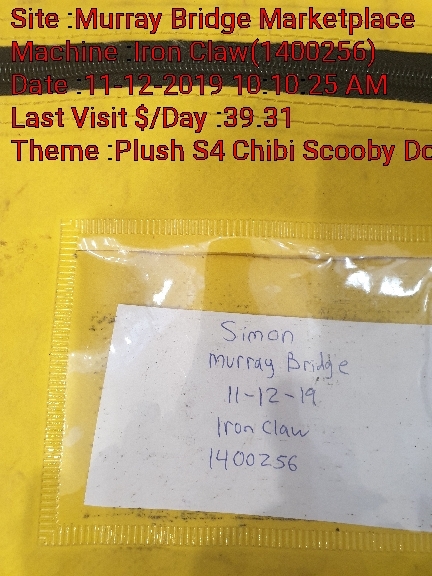 Site :Murray Bridge Marketplace
Machine :Iron Claw(1400256)
Date :11-12-2019 10:10:25 AM
Last Visit $/Day :39.31
Theme :Plush S4 Chibi Scooby Do
Simon
Murray Bridge
11-12-19
Iron Claw
1400256